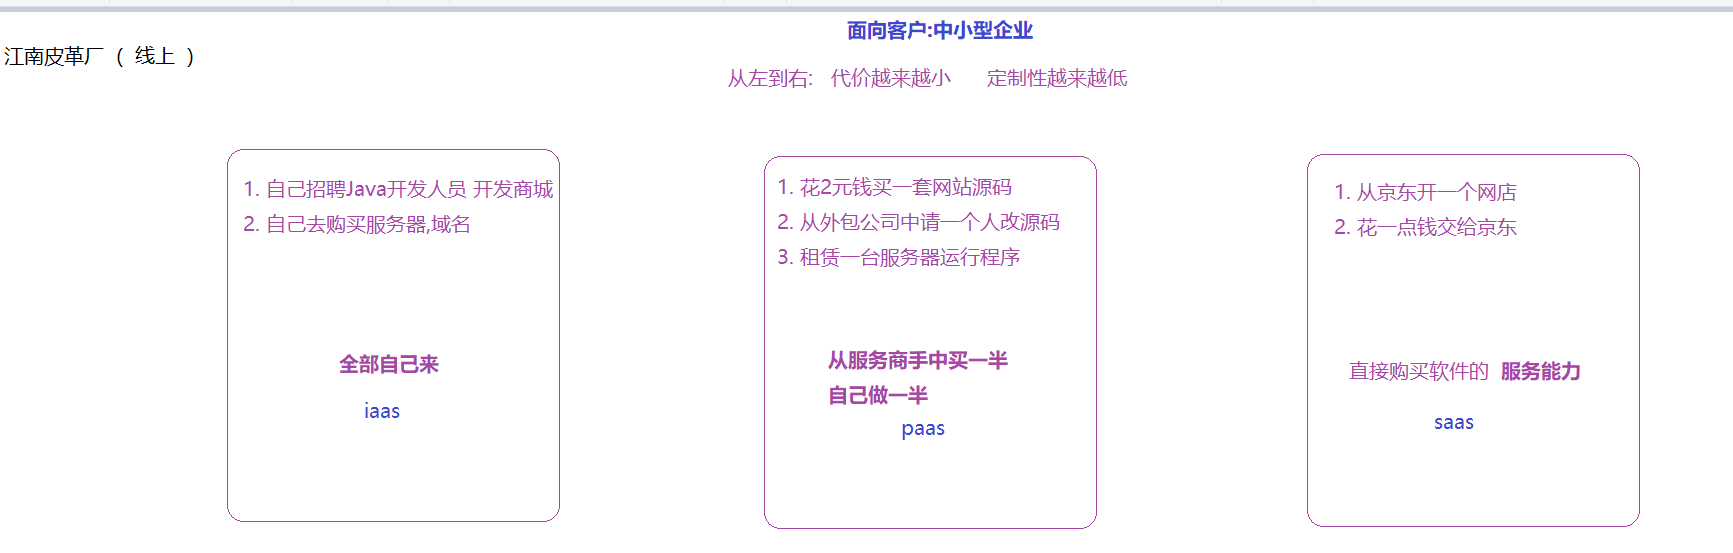 面向客户:中小型企业
江南皮革厂 ( 线上 )
从左到右: 代价越来越小 定制性越来越低
1. 自己招聘Java开发人员 开发商城
2. 自己去购买服务器,域名
全部自己来
iaas
1. 花2元钱买一套网站源码
2. 从外包公司中请一个人改源码
3. 租赁一台服务器运行程序
从服务商手中买一半
自己做一半
paas
1. 从京东开一个网店
2. 花一点钱交给京东
直接购买软件的 服务能力
saas